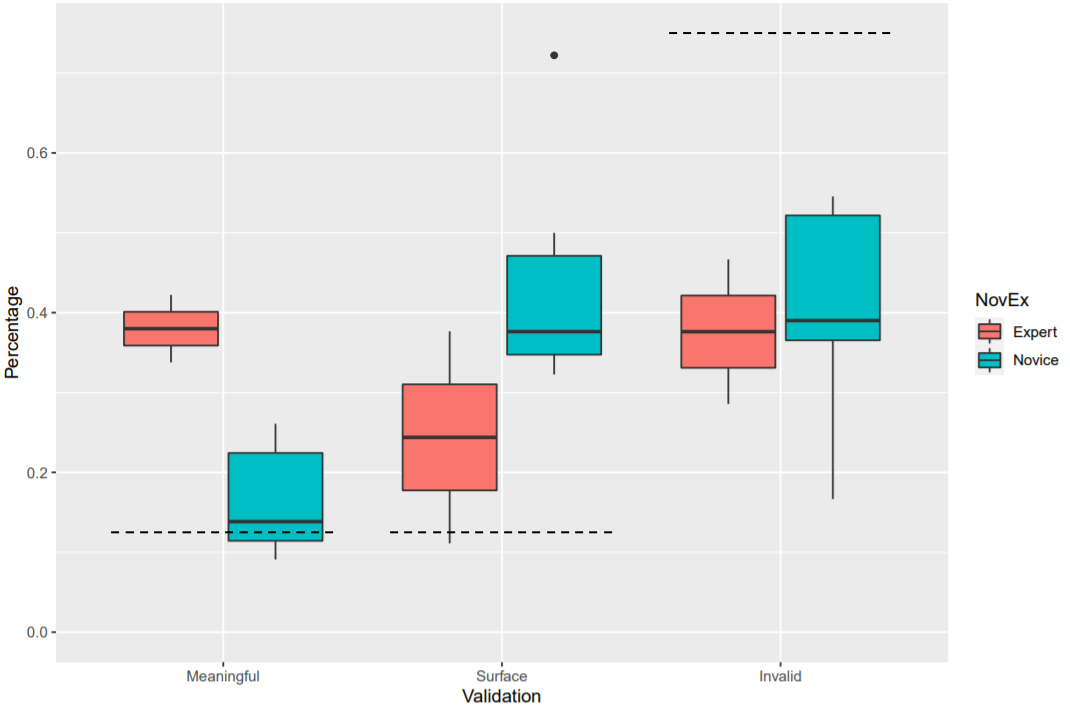 Percentage
0.6
0.4
0.2
0.0
Meaningful
Surface
Invalid
Validation
NovEx
Expert
Novice